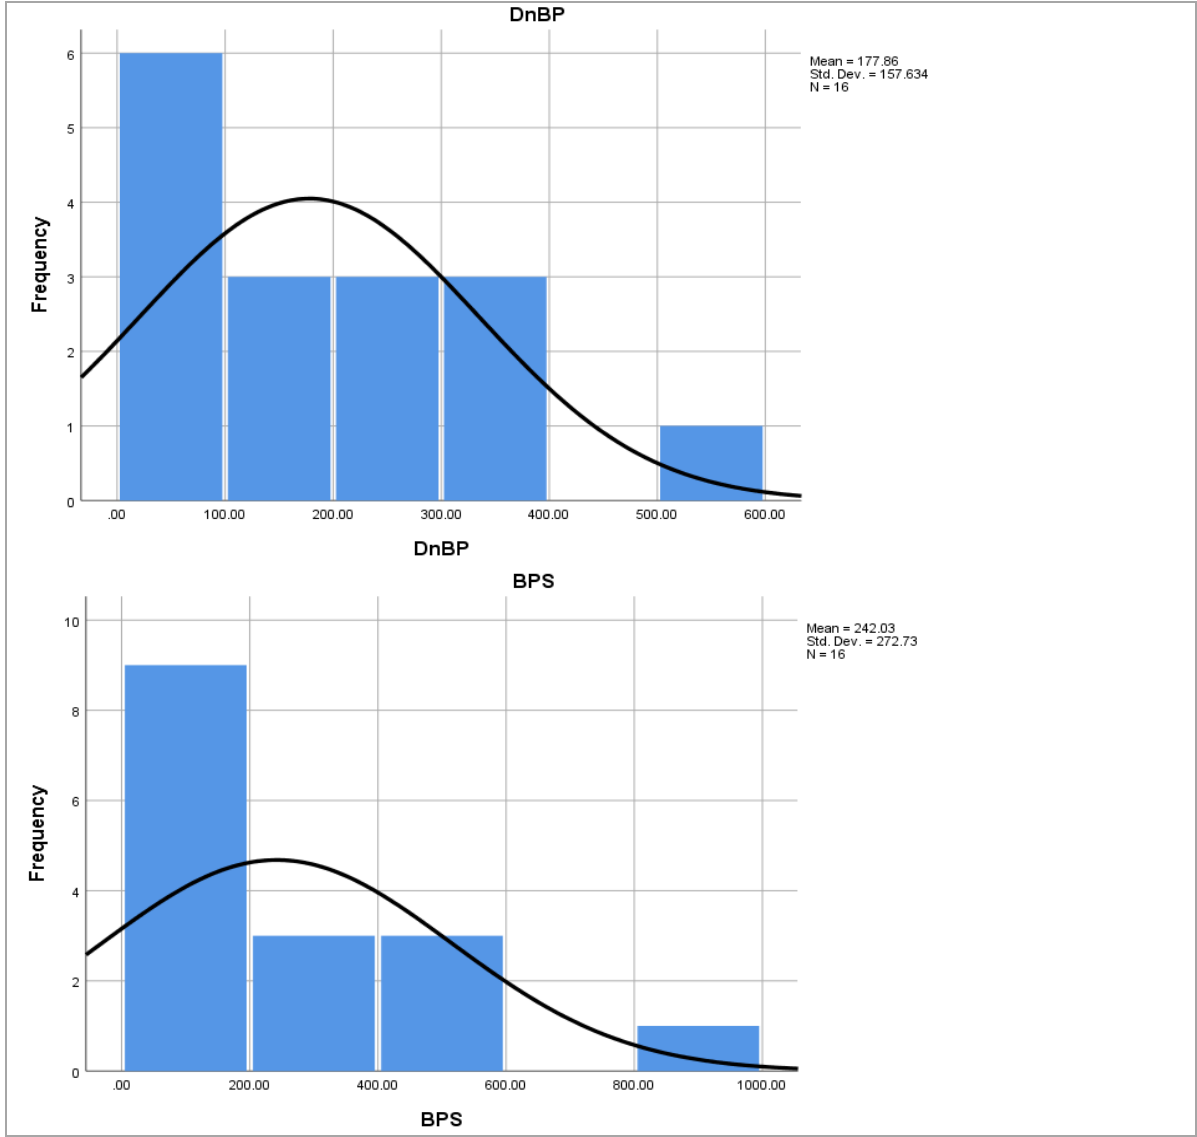 DnBP
Mean = 177.86
Std. Dev. = 157.634
N = 16
6
5
4
3
2
1
0
Frequency
.00 100.00 200.00 300.00 400.00 500.00 600.00
DnBP
BPS
Mean = 242.03
Std. Dev. = 272.73
N = 16
10
8
6
4
2
0
Frequency
.00 200.00 400.00 600.00 800.00 1000.00
BPS